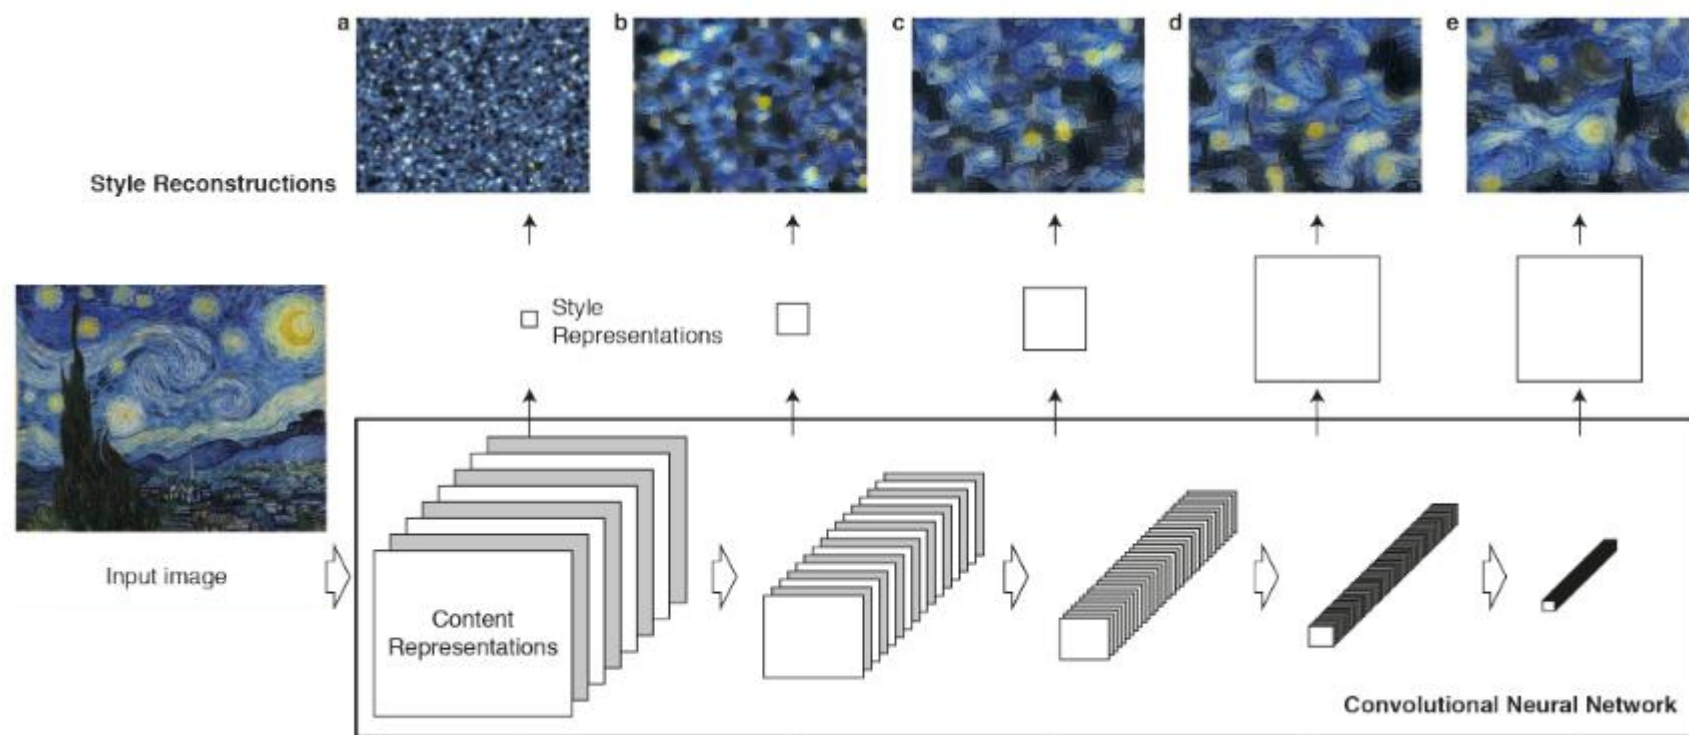 a
b
c
d
e
Style Reconstructions
Style
Representations
Input image
Content
Representations
Convolutional Neural Network